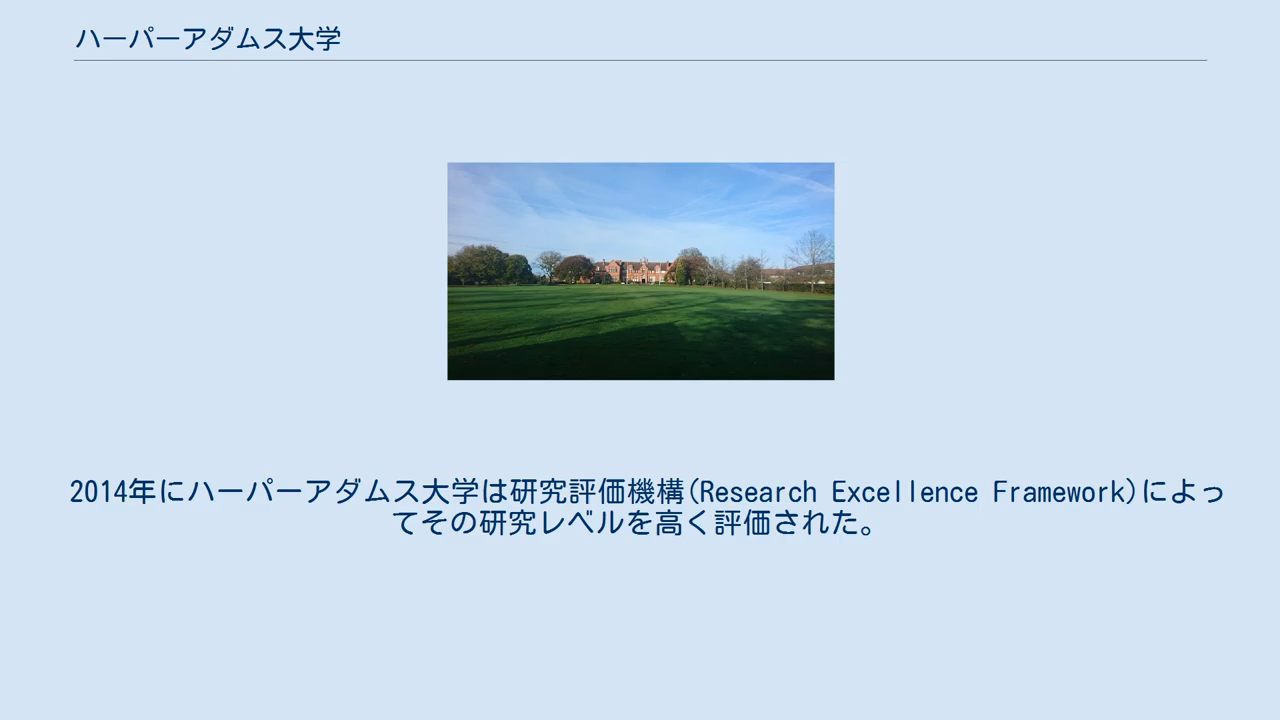 ハーパーアダムス大学
2014年にハーパーアダムス大学は研究評価機構(Research Excellence Framework)によっ
てその研究レベルを高く評価された。